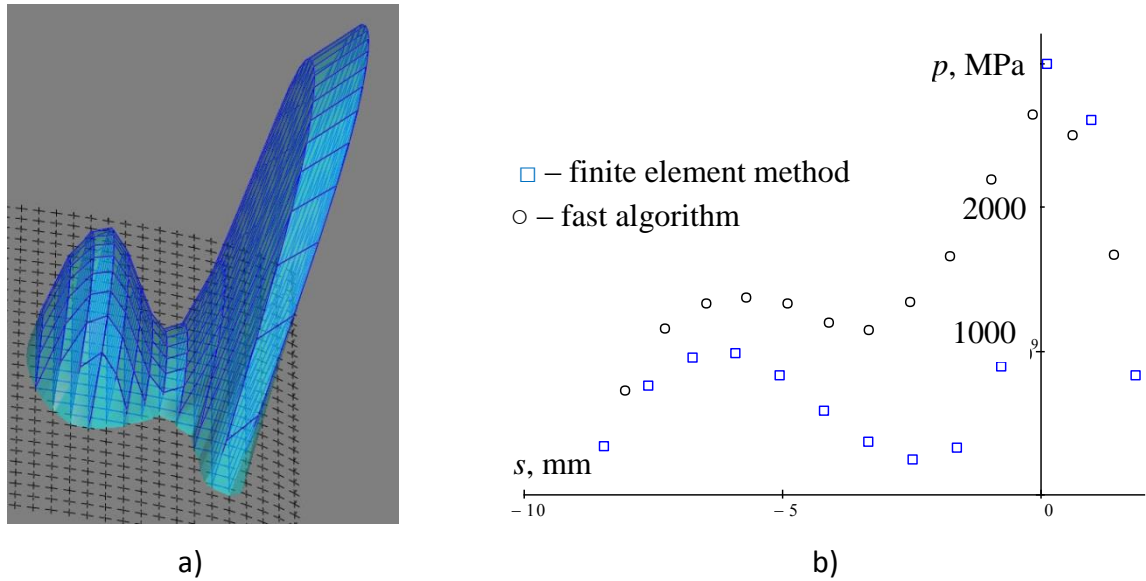 p, MPa
□ – finite element method
○ – fast algorithm
2000
1000
s, mm
– 10
– 5
0
a)
b)